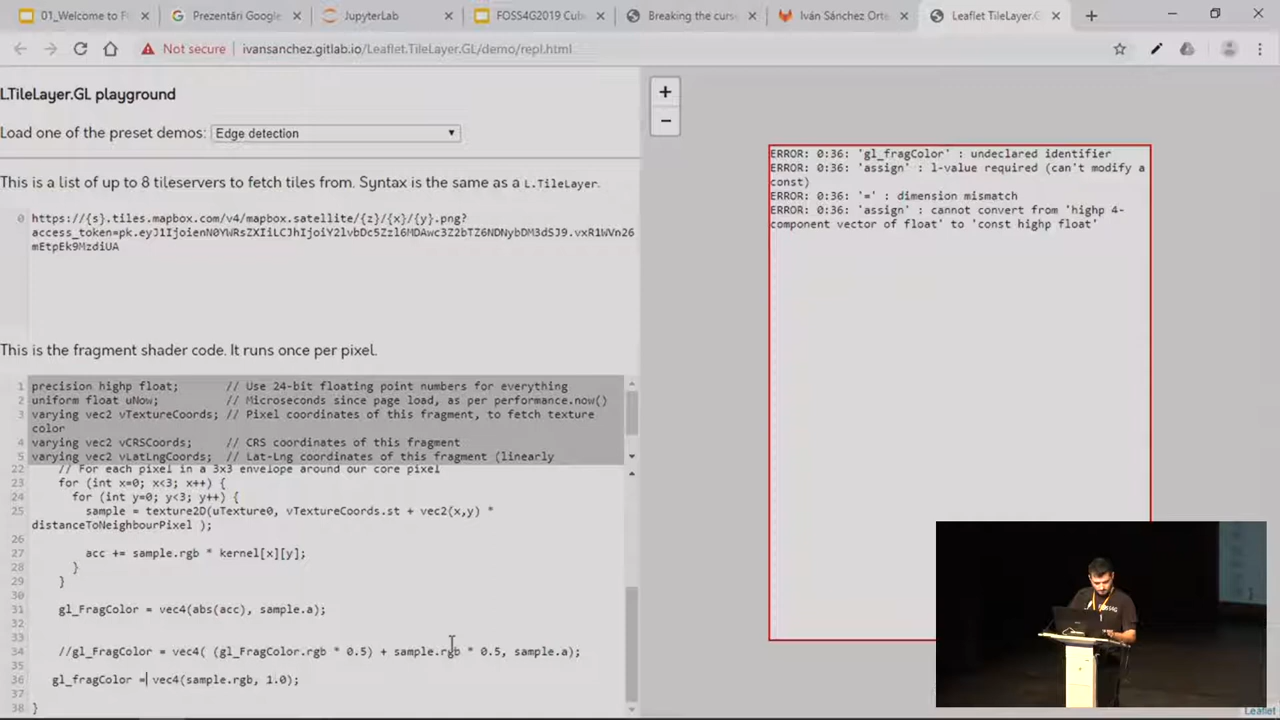 01_Welcome to F
Prezentări Google
JupyterLab
FOSS4G2019 Cub
Breaking the curs
Iván Sánchez Orte
Leaflet TileLayer.G
Not secure
ivansanchez.gitlab.io/Leaflet.TileLayer.GL/demo/repl.html
L.TileLayer.GL playground
Load one of the preset demos: Edge detection
This is a list of up to 8 tileservers to fetch tiles from. Syntax is the same as a L.TileLayer.
0 https://{s}.tiles.mapbox.com/v4/mapbox.satellite/{z}/{x}/{y}.png?
This is the fragment shader code. It runs once per pixel.
1 precision highp float; // Use 24-bit floating point numbers for everything
2 uniform float uNow; // Microseconds since page load, as per performance.now()
3 varying vec2 vTextureCoords; // Pixel coordinates of this fragment, to fetch texture
color
4 varying vec2 vCRSCoords; // CRS coordinates of this fragment
5 varying vec2 vLatLngCoords; // Lat-Lng coordinates of this fragment (linearly
22 // For each pixel in a 3x3 envelope around our core pixel
23 for (int x=0; x<3; x++) {
24 for (int y=0; y<3; y++) {
25 sample = texture2D(uTexture0, vTextureCoords.st + vec2(x,y) *
distanceToNeighbourPixel );
26
27 acc += sample.rgb * kernel[x][y];
28 }
29 }
30
31 gl_FragColor = vec4(abs(acc), sample.a);
32
33
34 //gl_FragColor = vec4( (gl_FragColor.rgb * 0.5) + sample.rgb * 0.5, sample.a);
35
36 gl_fragColor = vec4(sample.rgb, 1.0);
37
38 }
+
−
ERROR: 0:36: 'gl_fragColor' : undeclared identifier
ERROR: 0:36: 'assign' : l-value required (can't modify a
const)
ERROR: 0:36: '=' : dimension mismatch
ERROR: 0:36: 'assign' : cannot convert from 'highp 4-
component vector of float' to 'const highp float'
Leaflet